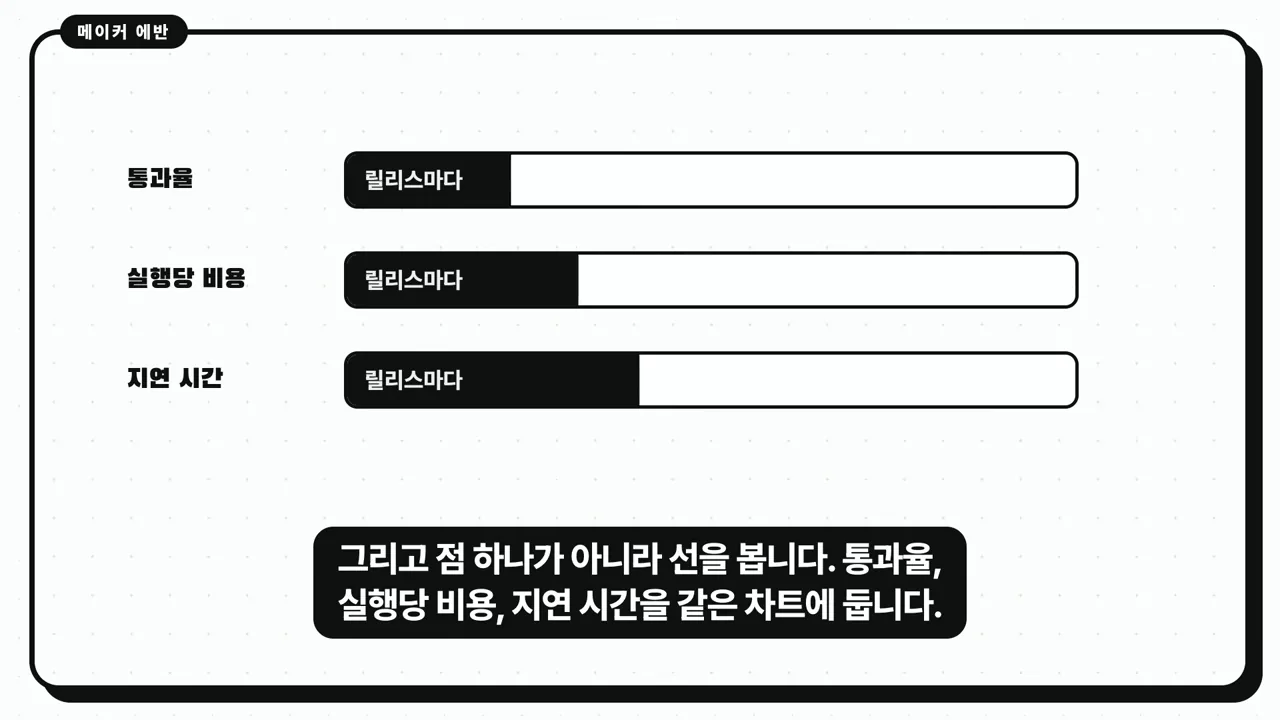 메이커 에반
통과율
릴리스마다
실행당 비용
릴리스마다
지연 시간
릴리스마다
그리고 점 하나가 아니라 선을 봅니다. 통과율,
실행당 비용, 지연 시간을 같은 차트에 둡니다.